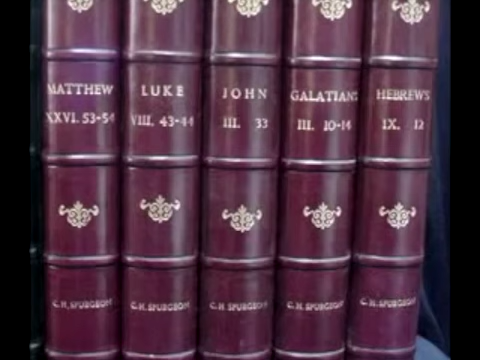 MATTHEW
XXVI. 53-54
C.H. SPURGEON
LUKE
VIII. 43-44
C.H. SPURGEON
JOHN
III. 33
C.H. SPURGEON
GALATIANS
III. 10-14
C.H. SPURGEON
HEBREWS
IX. 12
C.H. SPURGEON